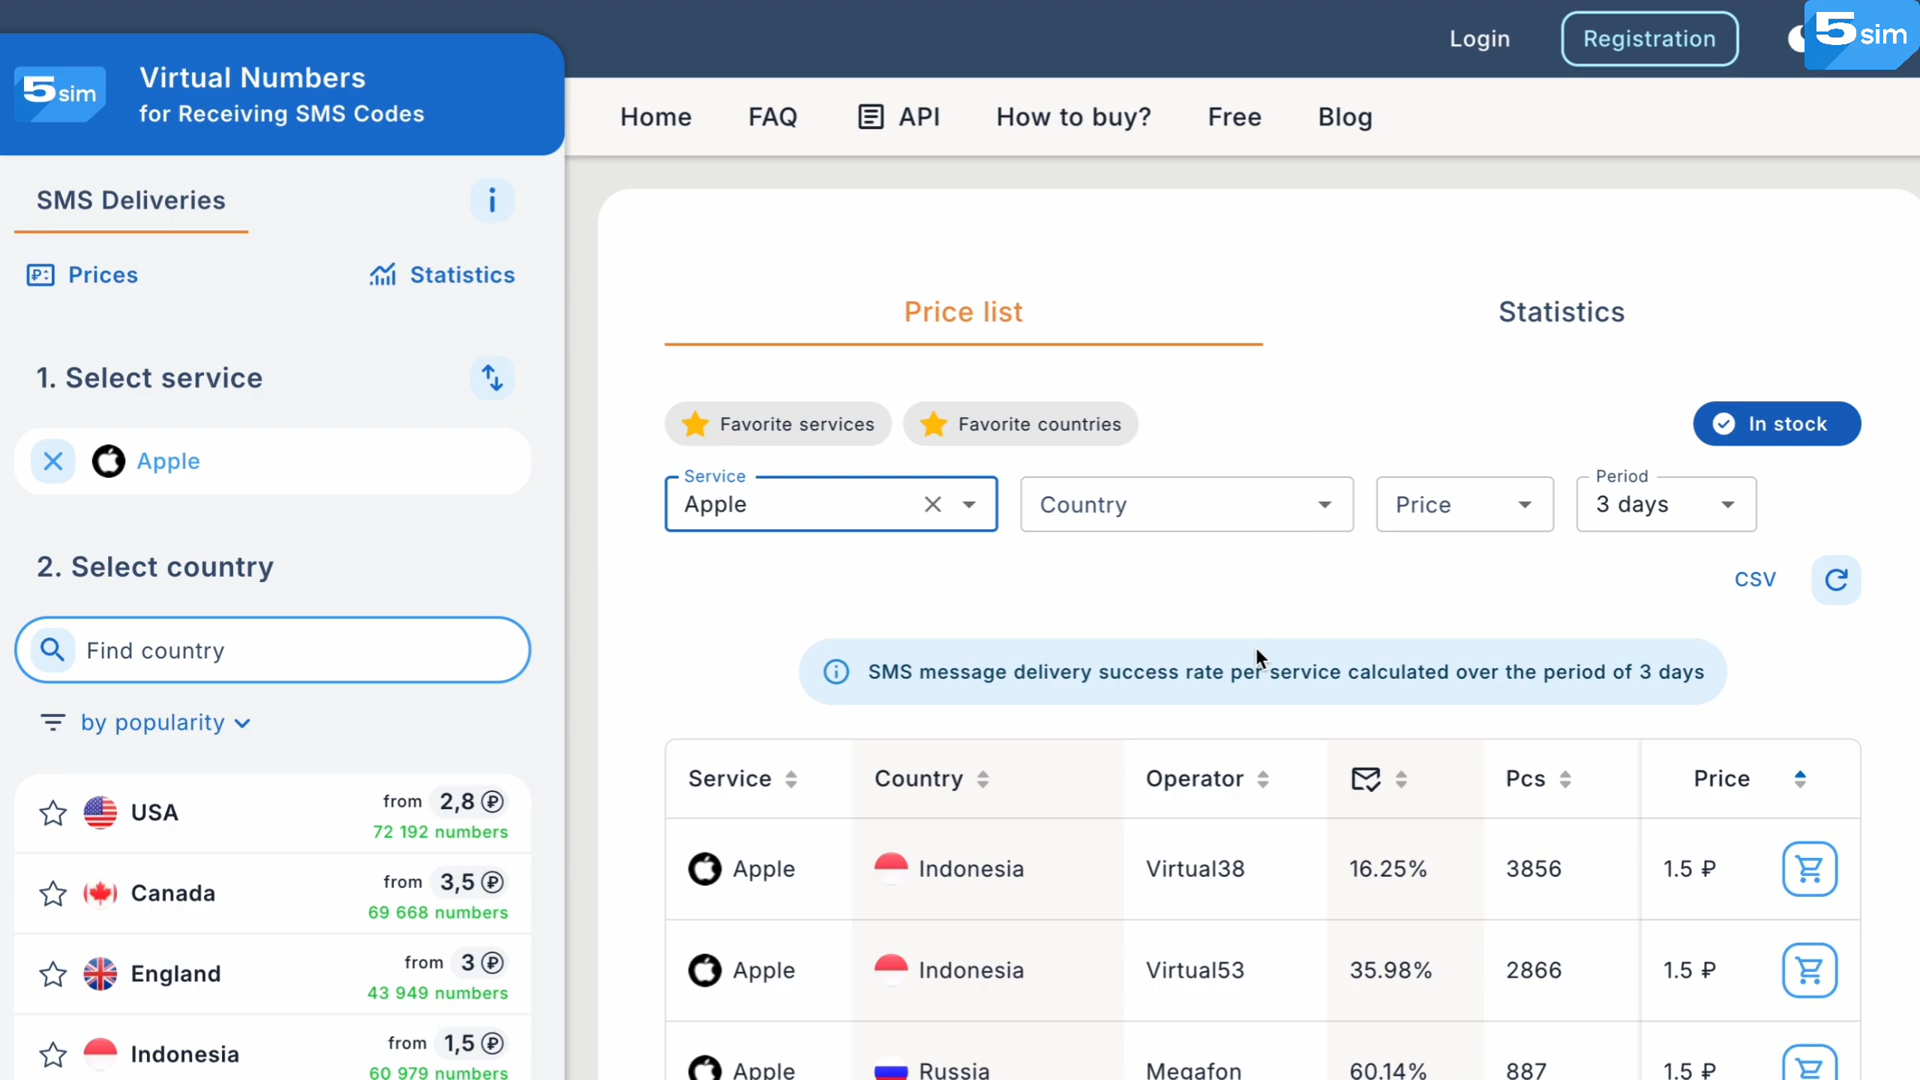 Login
Registration
5sim
5sim
Virtual Numbers
for Receiving SMS Codes
Home
FAQ
API
How to buy?
Free
Blog
SMS Deliveries
i
Prices
Statistics
1. Select service
Apple
2. Select country
Find country
by popularity
USA
from 2,8 ₽
72 192 numbers
Canada
from 3,5 ₽
69 668 numbers
England
from 3 ₽
43 949 numbers
Indonesia
from 1,5 ₽
60 979 numbers
Price list
Statistics
Favorite services
Favorite countries
In stock
Service
Apple
Country
Price
Period
3 days
CSV
SMS message delivery success rate per service calculated over the period of 3 days
Service Country Operator Pcs Price
Apple Indonesia Virtual38 16.25% 3856 1.5 ₽
Apple Indonesia Virtual53 35.98% 2866 1.5 ₽
Apple Russia Megafon 60.14% 887 1.5 ₽